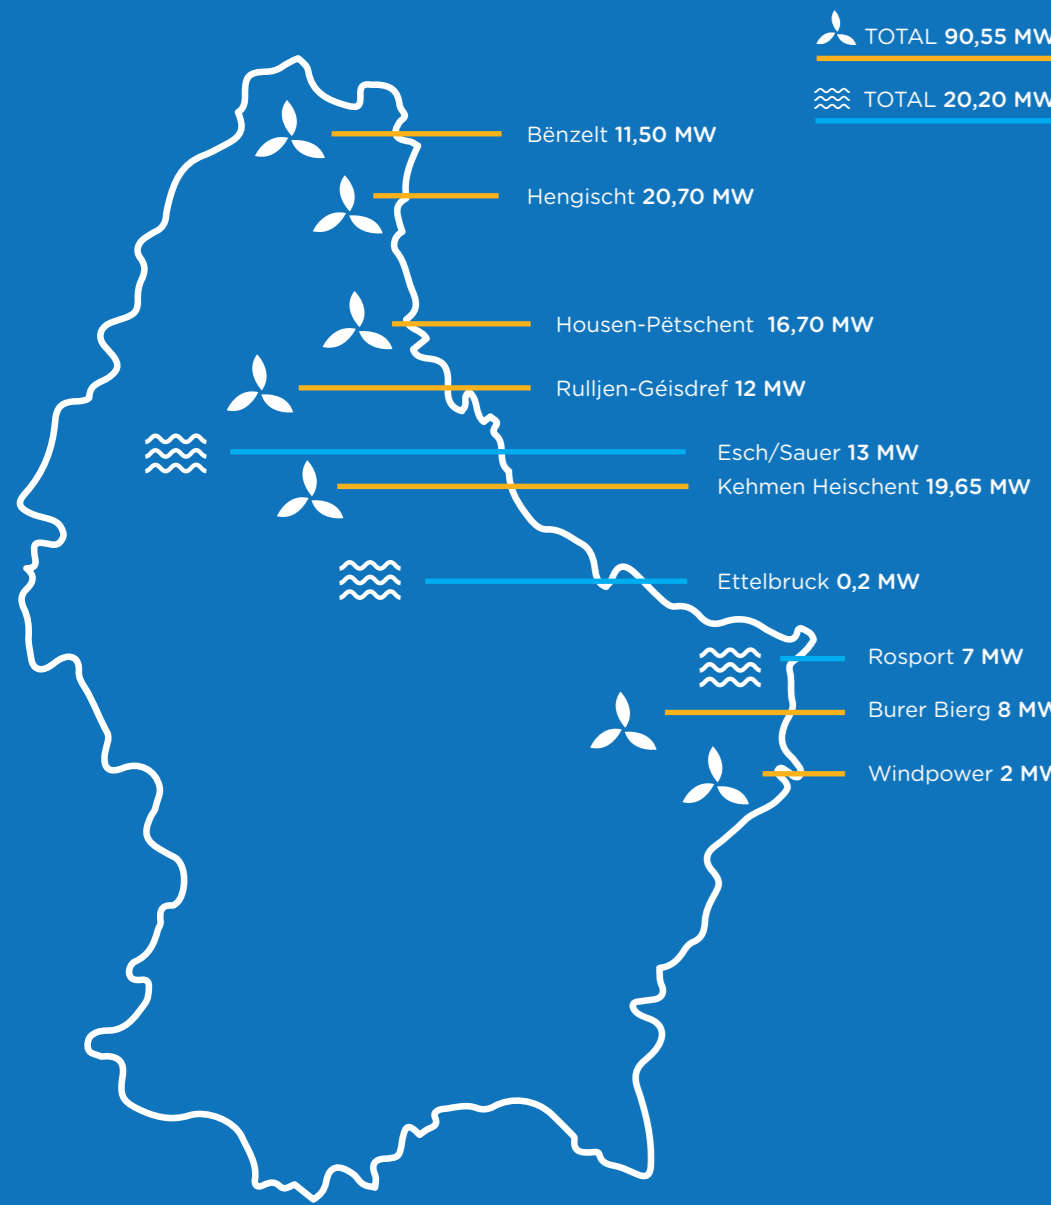 TOTAL 90,55 MW
TOTAL 20,20 MW
Bënzelt 11,50 MW
Hengischt 20,70 MW
Housen-Pëtschent 16,70 MW
Rulljen-Géisdref 12 MW
Esch/Sauer 13 MW
Kehmen Heischent 19,65 MW
Ettelbruck 0,2 MW
Rosport 7 MW
Burer Bierg 8 MW
Windpower 2 MW